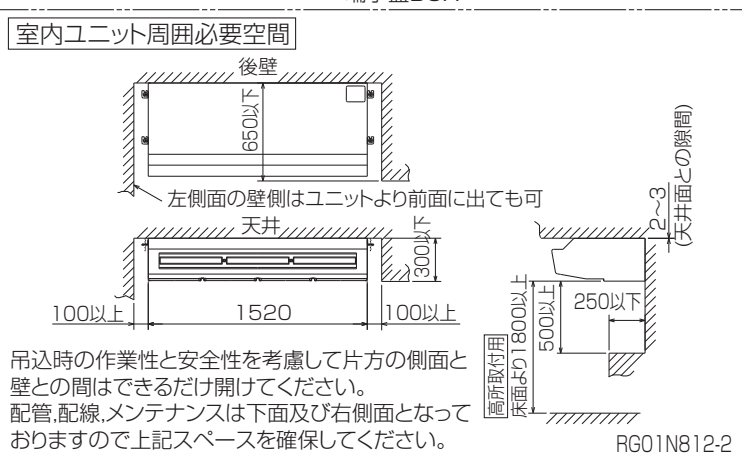 室内ユニット周囲必要空間
後壁
650以下
左側面の壁側はユニットより前面に出ても可
天井
300以下
100以上
1520
100以上
2〜3
(天井面との隙間)
250以下
500以上
高所取付用
床面より1800以上
吊込時の作業性と安全性を考慮して片方の側面と
壁との間はできるだけ開けてください。
配管,配線,メンテナンスは下面及び右側面となって
おりますので上記スペースを確保してください。
RG01N812-2